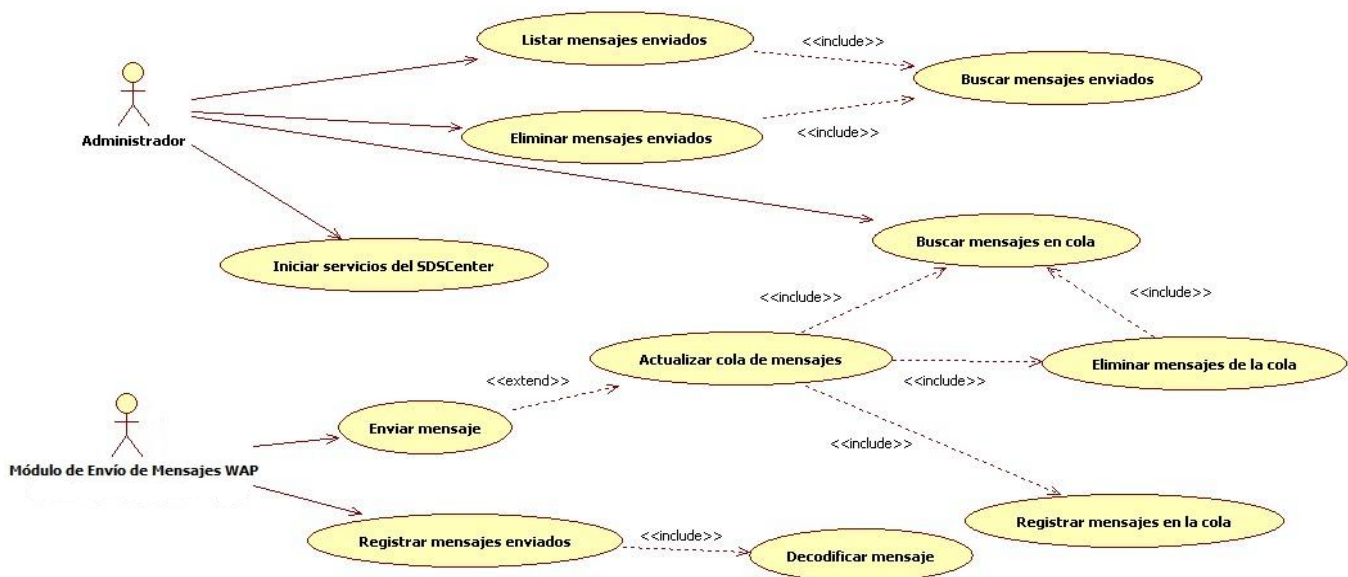 Listar mensajes enviados
<<include>>
Buscar mensajes enviados
Administrador
Eliminar mensajes enviados
<<include>>
Buscar mensajes en cola
Iniciar servicios del SDSCenter
<<include>>
<<include>>
Actualizar cola de mensajes
Eliminar mensajes de la cola
<<extend>>
<<include>>
Enviar mensaje
<<include>>
Módulo de Envío de Mensajes WAP
Registrar mensajes en la cola
Registrar mensajes enviados
<<include>>
Decodificar mensaje